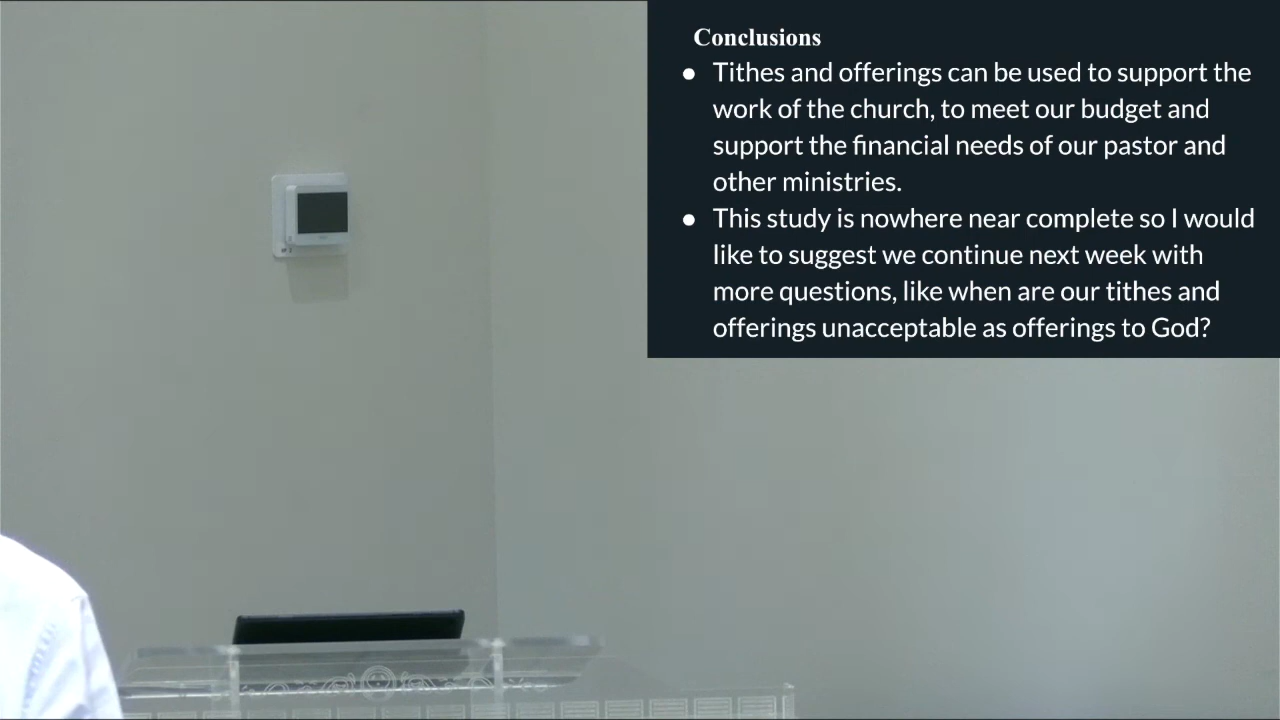 Conclusions
● Tithes and offerings can be used to support the
work of the church, to meet our budget and
support the financial needs of our pastor and
other ministries.
● This study is nowhere near complete so I would
like to suggest we continue next week with
more questions, like when are our tithes and
offerings unacceptable as offerings to God?